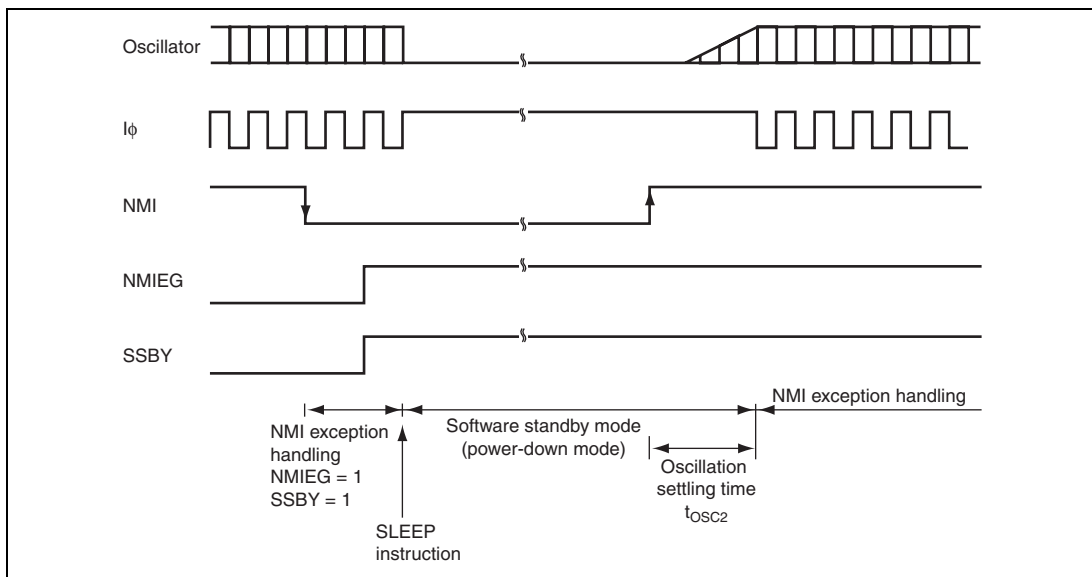 Oscillator
Iϕ
NMI
NMIEG
SSBY
NMI exception
handling
NMIEG = 1
SSBY = 1
SLEEP
instruction
Software standby mode
(power-down mode)
Oscillation
settling time
tOSC2
NMI exception handling